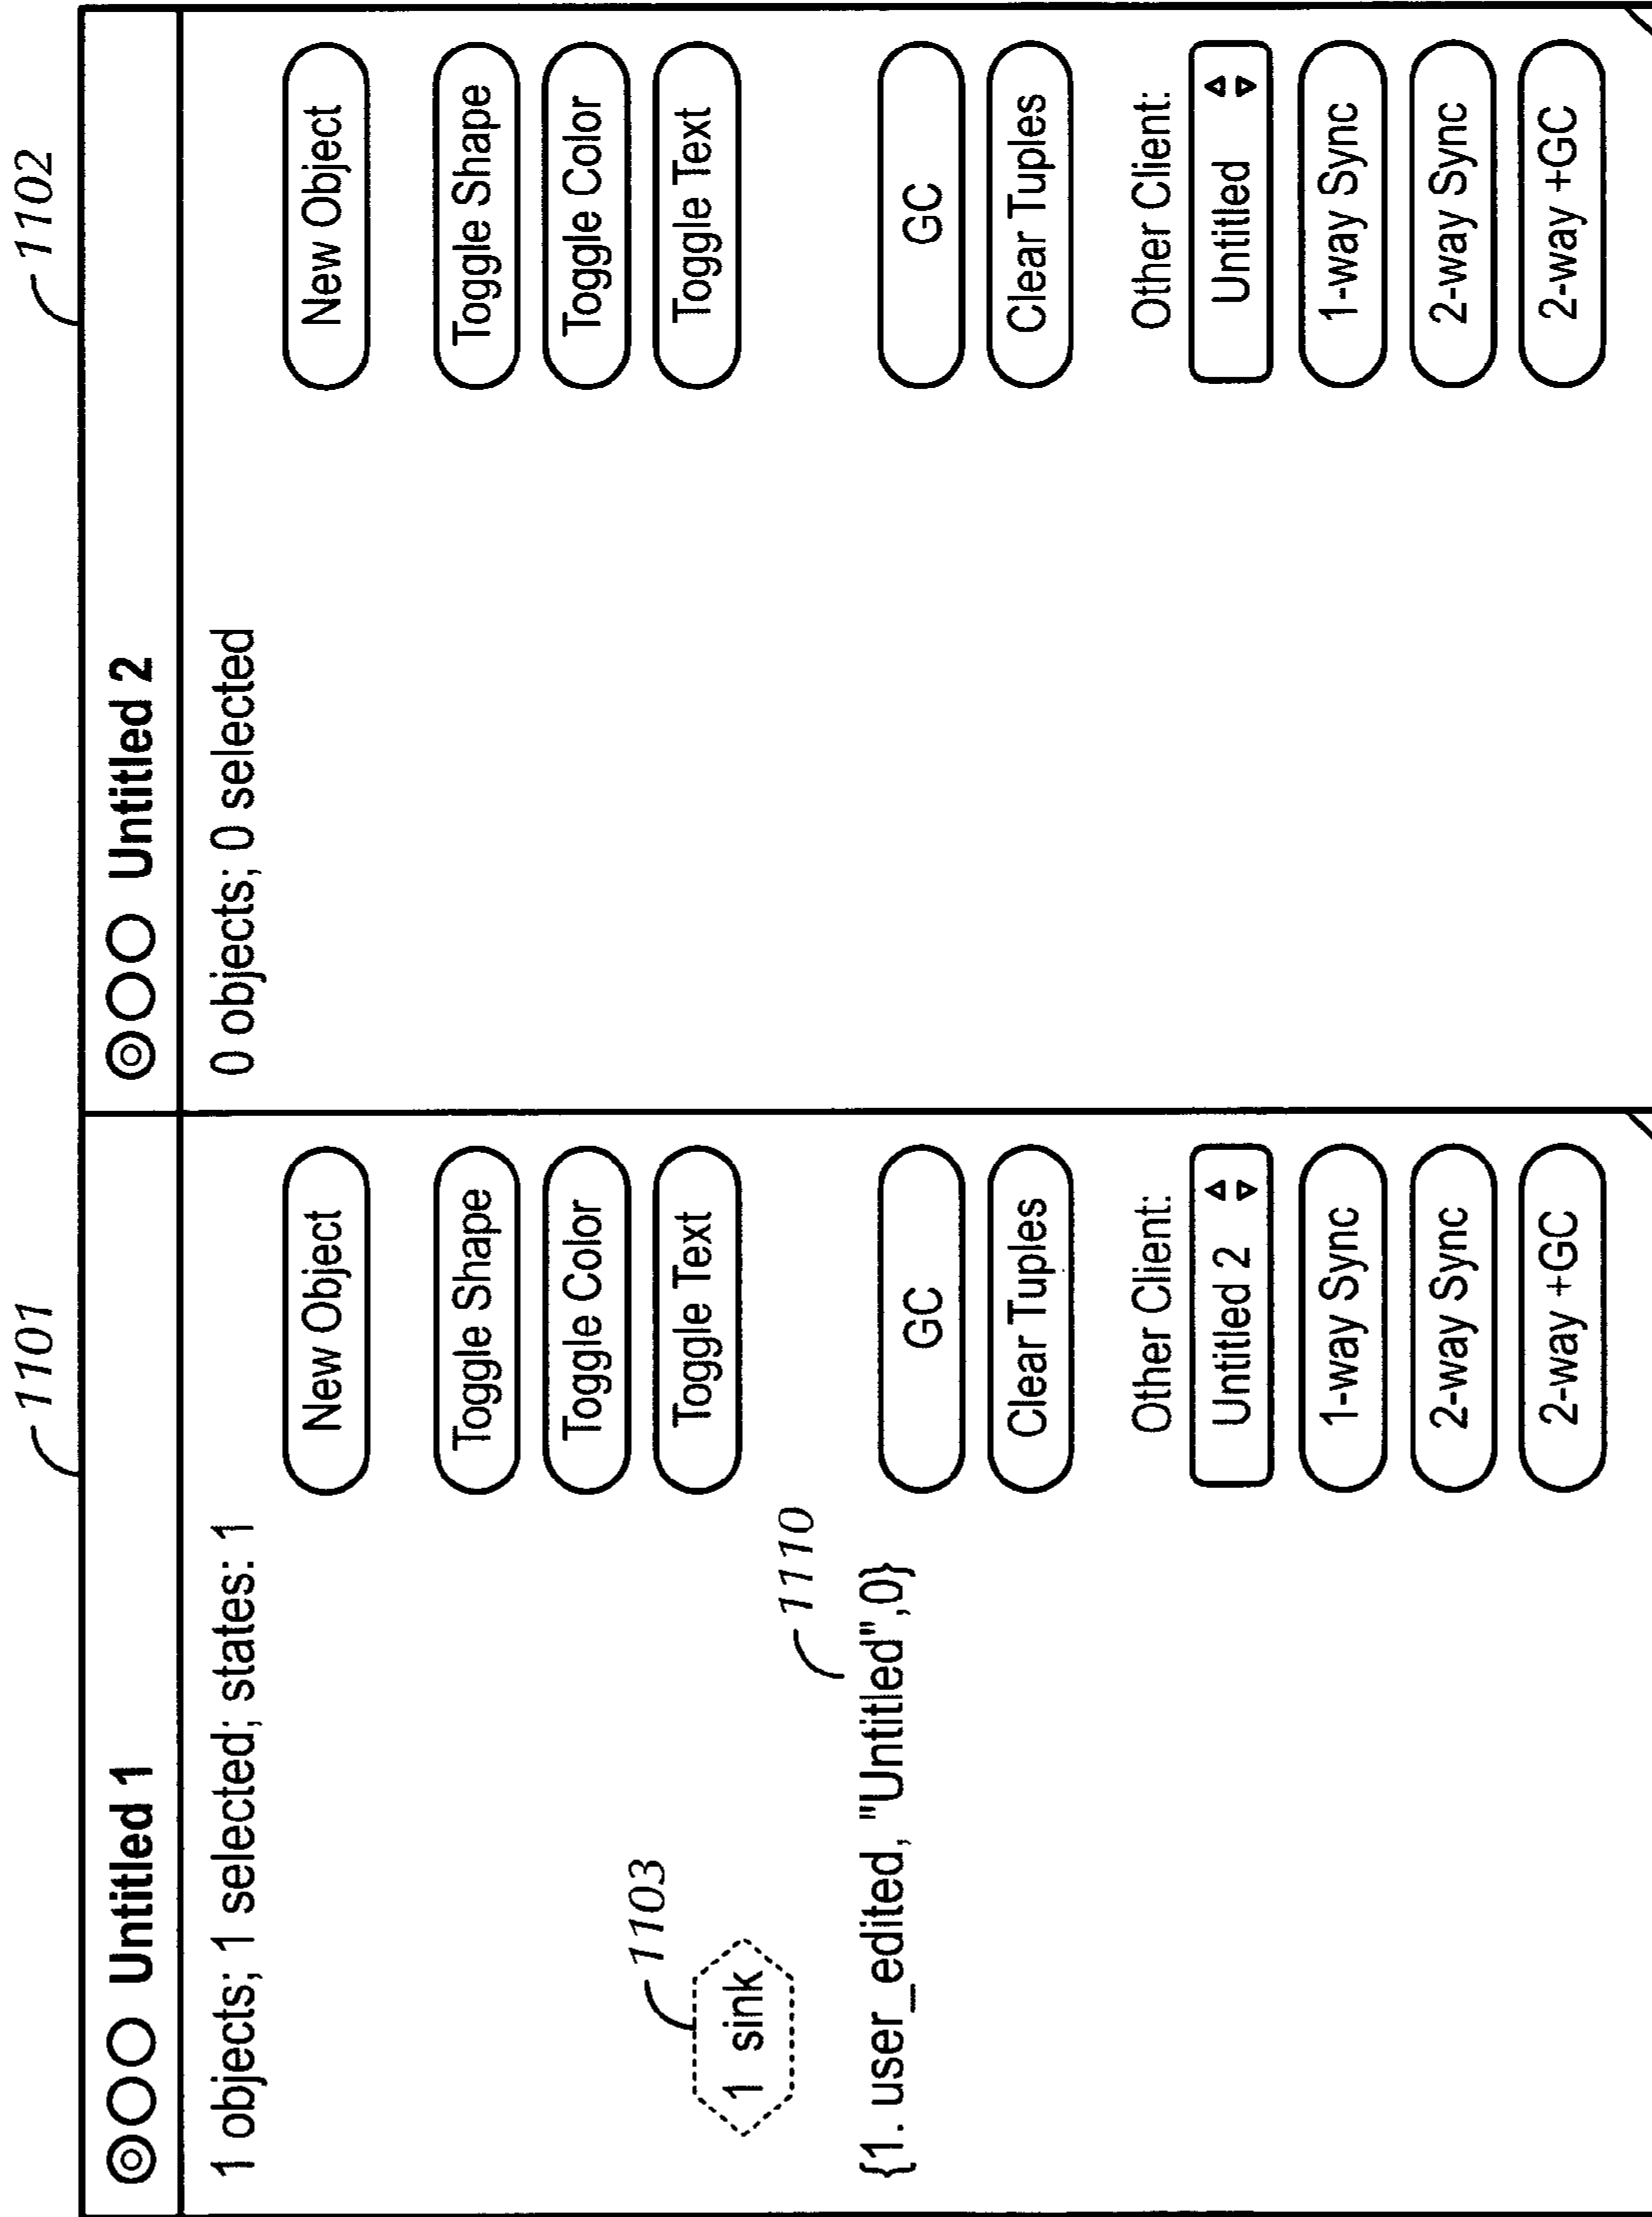 1101
Untitled 1
1 objects; 1 selected; states: 1
New Object
Toggle Shape
Toggle Color
Toggle Text
1103
1 sink
1110
{1. user_edited, "Untitled",0}
GC
Clear Tuples
Other Client:
Untitled 2
1-way Sync
2-way Sync
2-way +GC
1102
Untitled 2
0 objects; 0 selected
New Object
Toggle Shape
Toggle Color
Toggle Text
GC
Clear Tuples
Other Client:
Untitled
1-way Sync
2-way Sync
2-way +GC